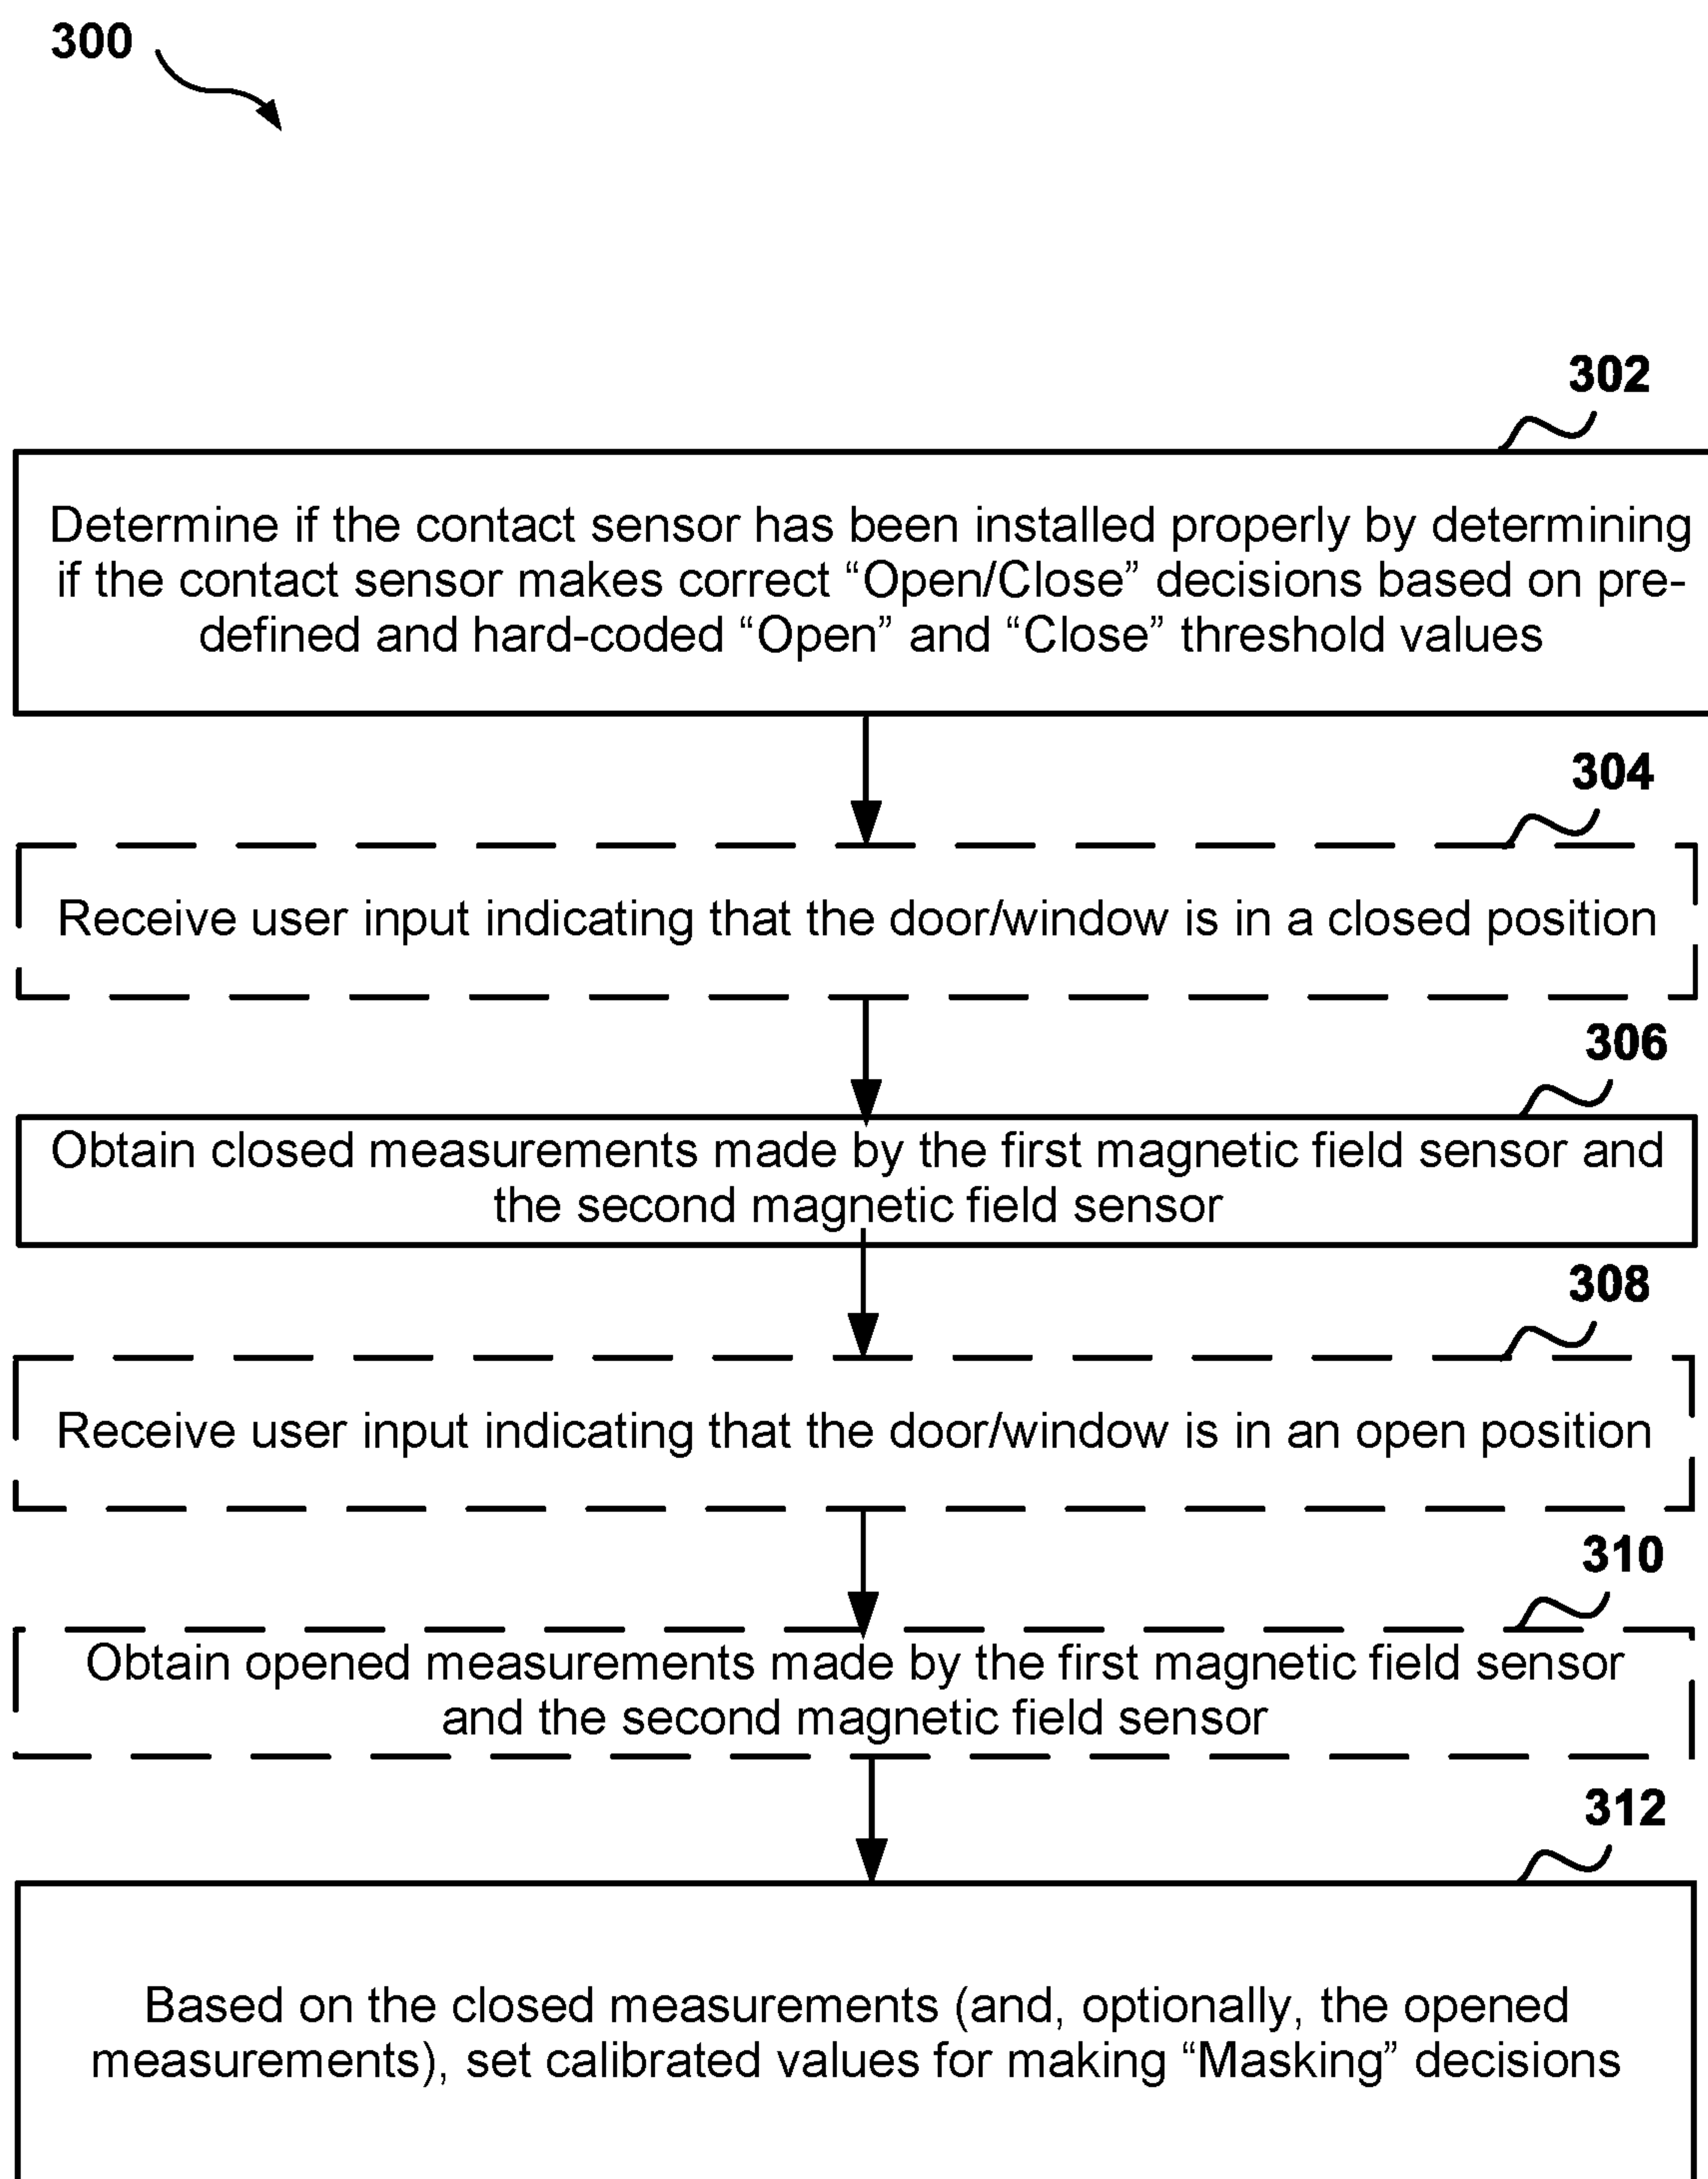 300
302
Determine if the contact sensor has been installed properly by determining
if the contact sensor makes correct “Open/Close” decisions based on pre-
defined and hard-coded “Open” and “Close” threshold values
304
Receive user input indicating that the door/window is in a closed position
306
Obtain closed measurements made by the first magnetic field sensor and
the second magnetic field sensor
308
Receive user input indicating that the door/window is in an open position
310
Obtain opened measurements made by the first magnetic field sensor
and the second magnetic field sensor
312
Based on the closed measurements (and, optionally, the opened
measurements), set calibrated values for making “Masking” decisions